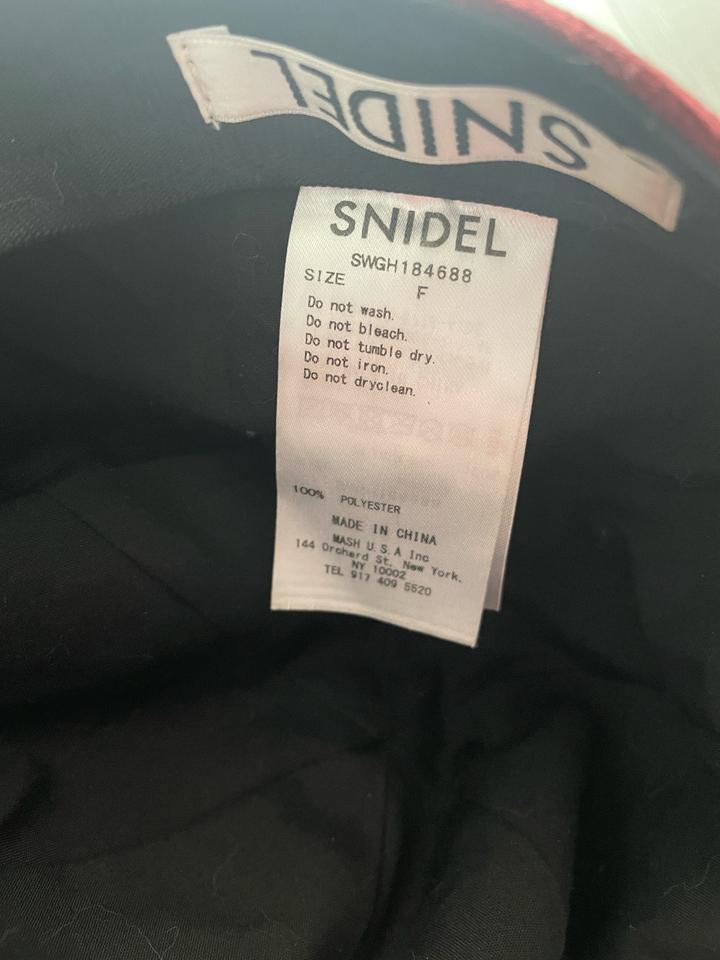 SNIDEL
SNIDEL
SWGH184688
SIZE F
Do not wash.
Do not bleach.
Do not tumble dry.
Do not iron.
Do not dryclean.
100% POLYESTER
MADE IN CHINA
MASH U.S.A Inc
144 Orchard St. New York.
NY 10002
TEL 917 409 5520